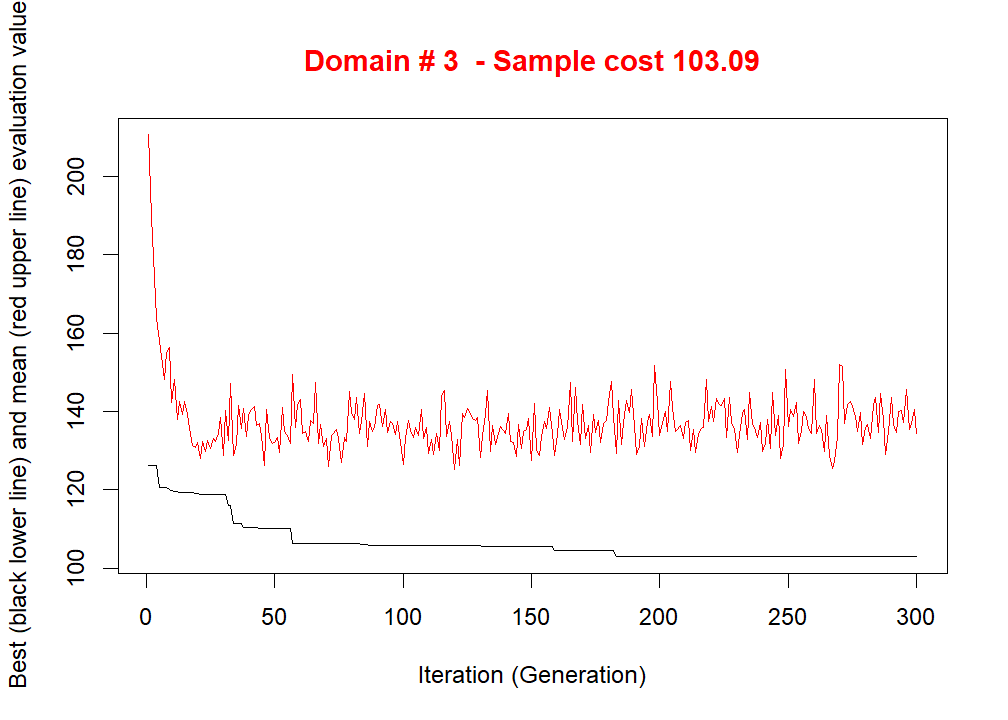 Domain # 3  - Sample cost 103.09
Best (black lower line) and mean (red upper line) evaluation value
200
180
160
140
120
100
0 50 100 150 200 250 300
Iteration (Generation)